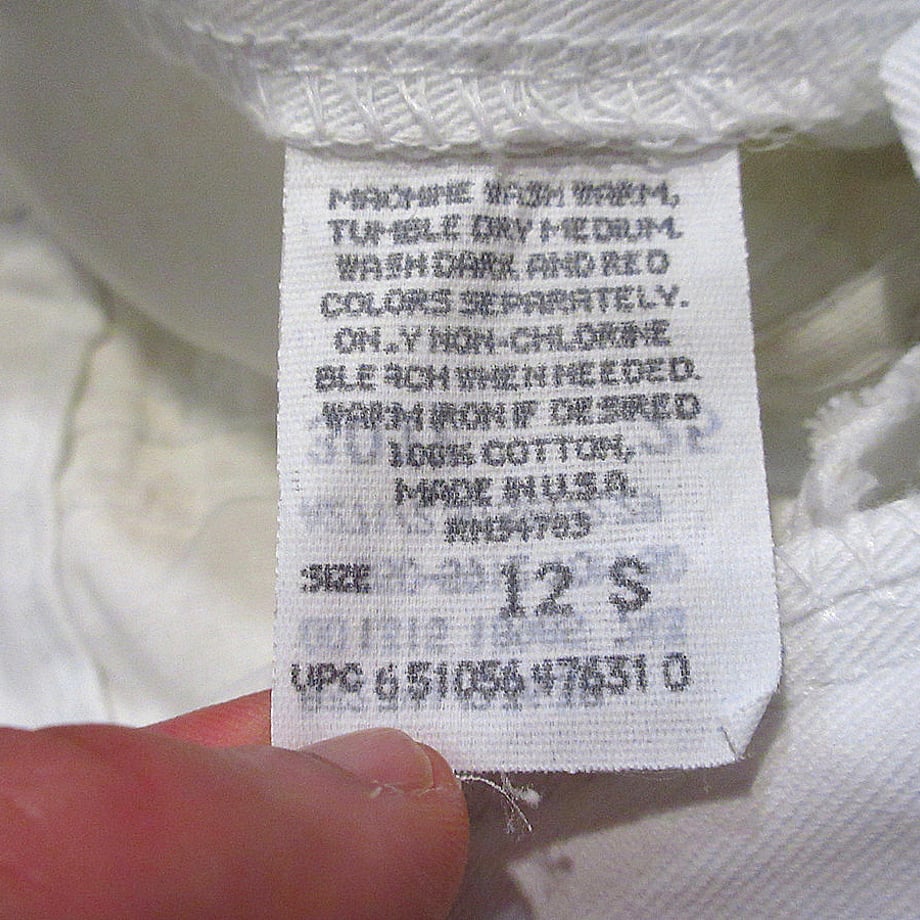 MACHINE WASH WARM,
TUMBLE DRY MEDIUM.
WASH DARK AND RED
COLORS SEPARATELY.
ONLY NON-CHLORINE
BLEACH WHEN NEEDED.
WARM IRON IF DESIRED
100% COTTON,
MADE IN U.S.A.
RN34783
SIZE 12 S
UPC 6 51056 47631 0